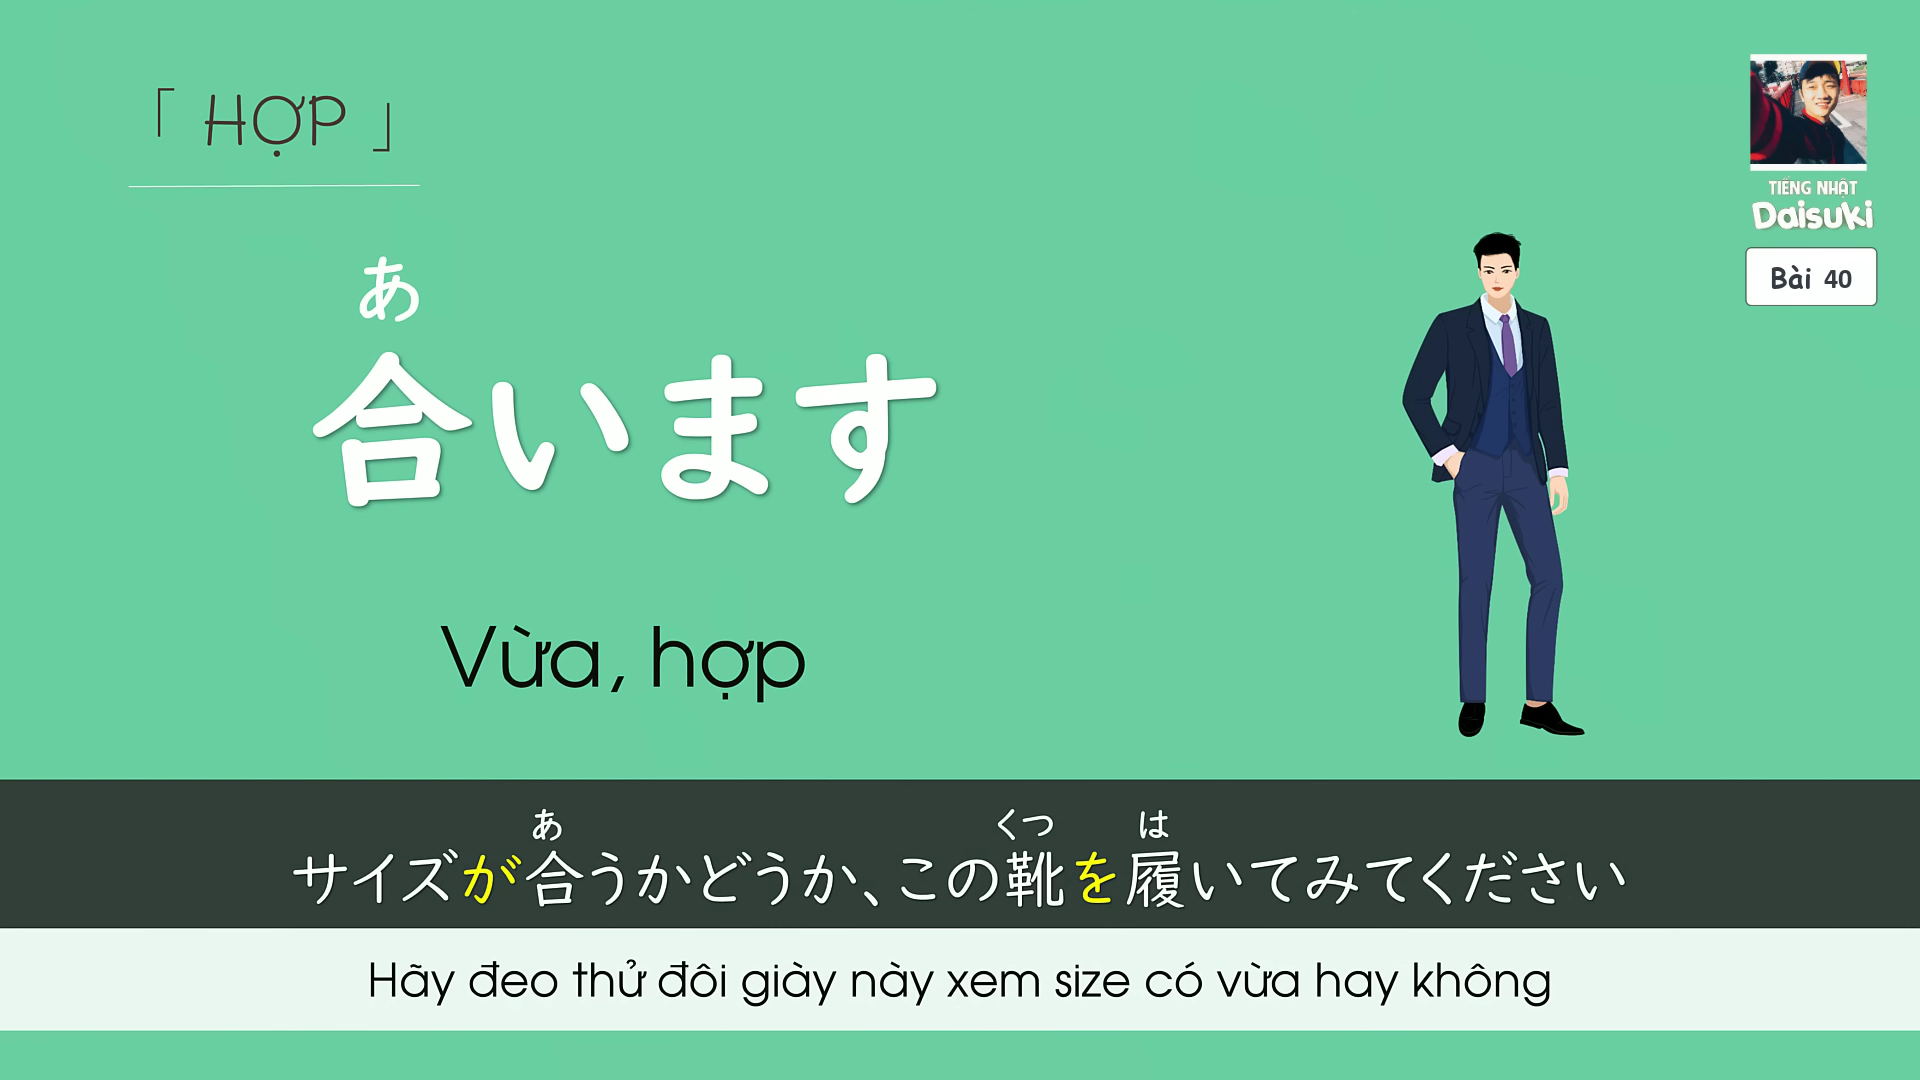 「 HỢP 」
TIẾNG NHẬT
Daisuki
Bài 40
あ
合います
Vừa, hợp
あ くつ は
サイズが合うかどうか、この靴を履いてみてください
Hãy đeo thử đôi giày này xem size có vừa hay không